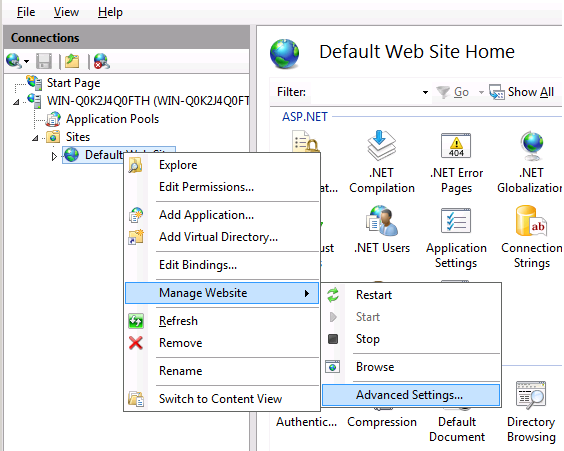 File View Help
Connections
Default Web Site Home
Filter: Go Show All
Start Page
WIN-Q0K2J4Q0FTH (WIN-Q0K2J4Q0FT
Application Pools
Sites
Default Web Site
ASP.NET
.NET Compilation
.NET Error Pages
.NET Globalization
.NET Users
Application Settings
Connection Strings
Explore
Edit Permissions...
Add Application...
Add Virtual Directory...
Edit Bindings...
Manage Website
Refresh
Remove
Rename
Switch to Content View
Restart
Start
Stop
Browse
Advanced Settings...
Authentic...
Compression
Default Document
Directory Browsing